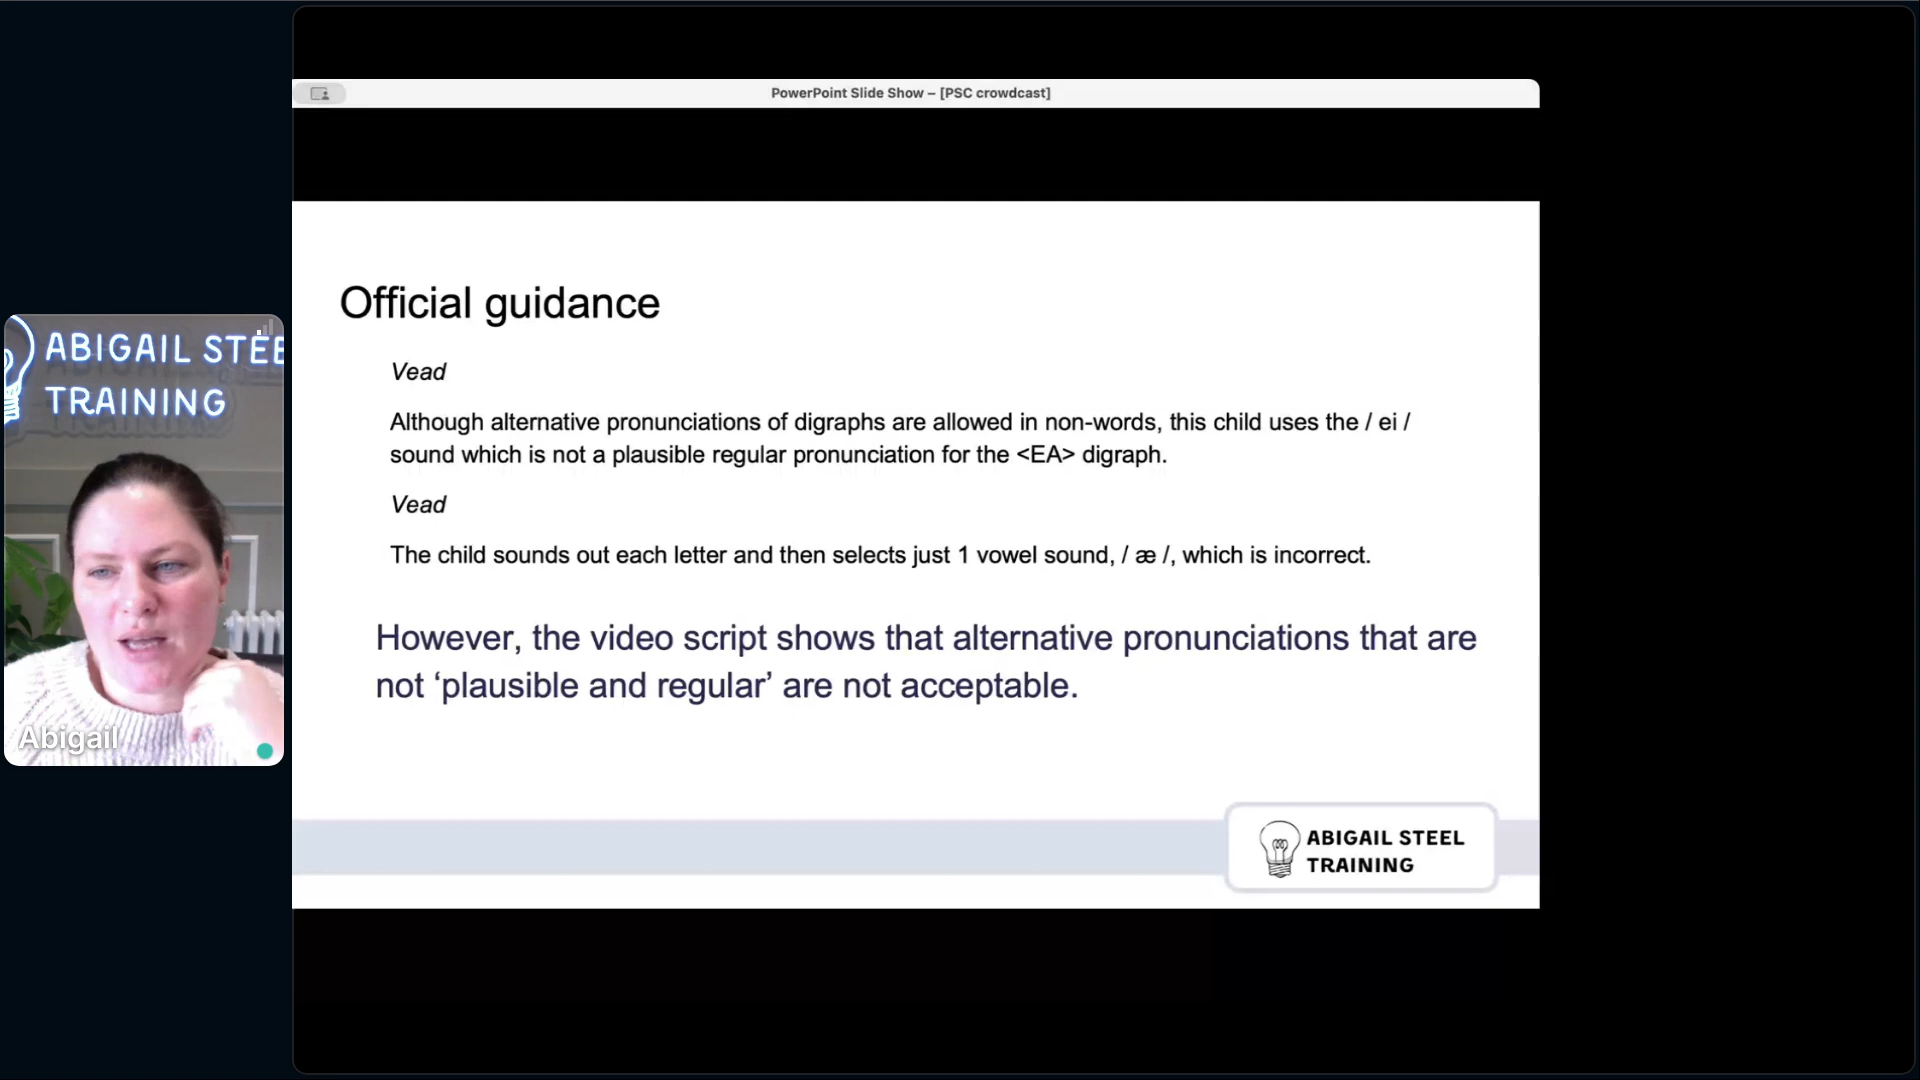 PowerPoint Slide Show – [PSC crowdcast]
Official guidance
Vead
Although alternative pronunciations of digraphs are allowed in non-words, this child uses the / ei /
sound which is not a plausible regular pronunciation for the <EA> digraph.
Vead
The child sounds out each letter and then selects just 1 vowel sound, / æ /, which is incorrect.
However, the video script shows that alternative pronunciations that are
not ‘plausible and regular’ are not acceptable.
ABIGAIL STEEL
TRAINING
ABIGAIL STEE
TRAINING
Abigail